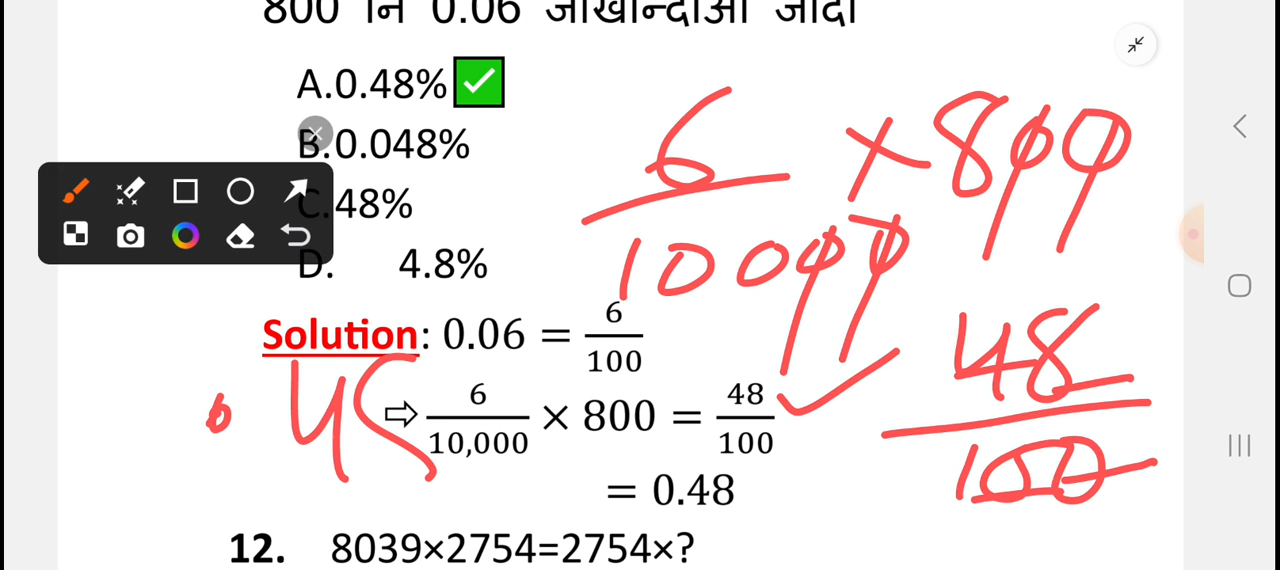 800 नि 0.06 जौखोन्दोआ जादों
A.0.48% ✓
B.0.048%
C.48%
D. 4.8%
6/10000 × 800
48/100
Solution: 0.06 = 6/100
⇨ 6/10,000 × 800 = 48/100
= 0.48
12. 8039×2754=2754×?